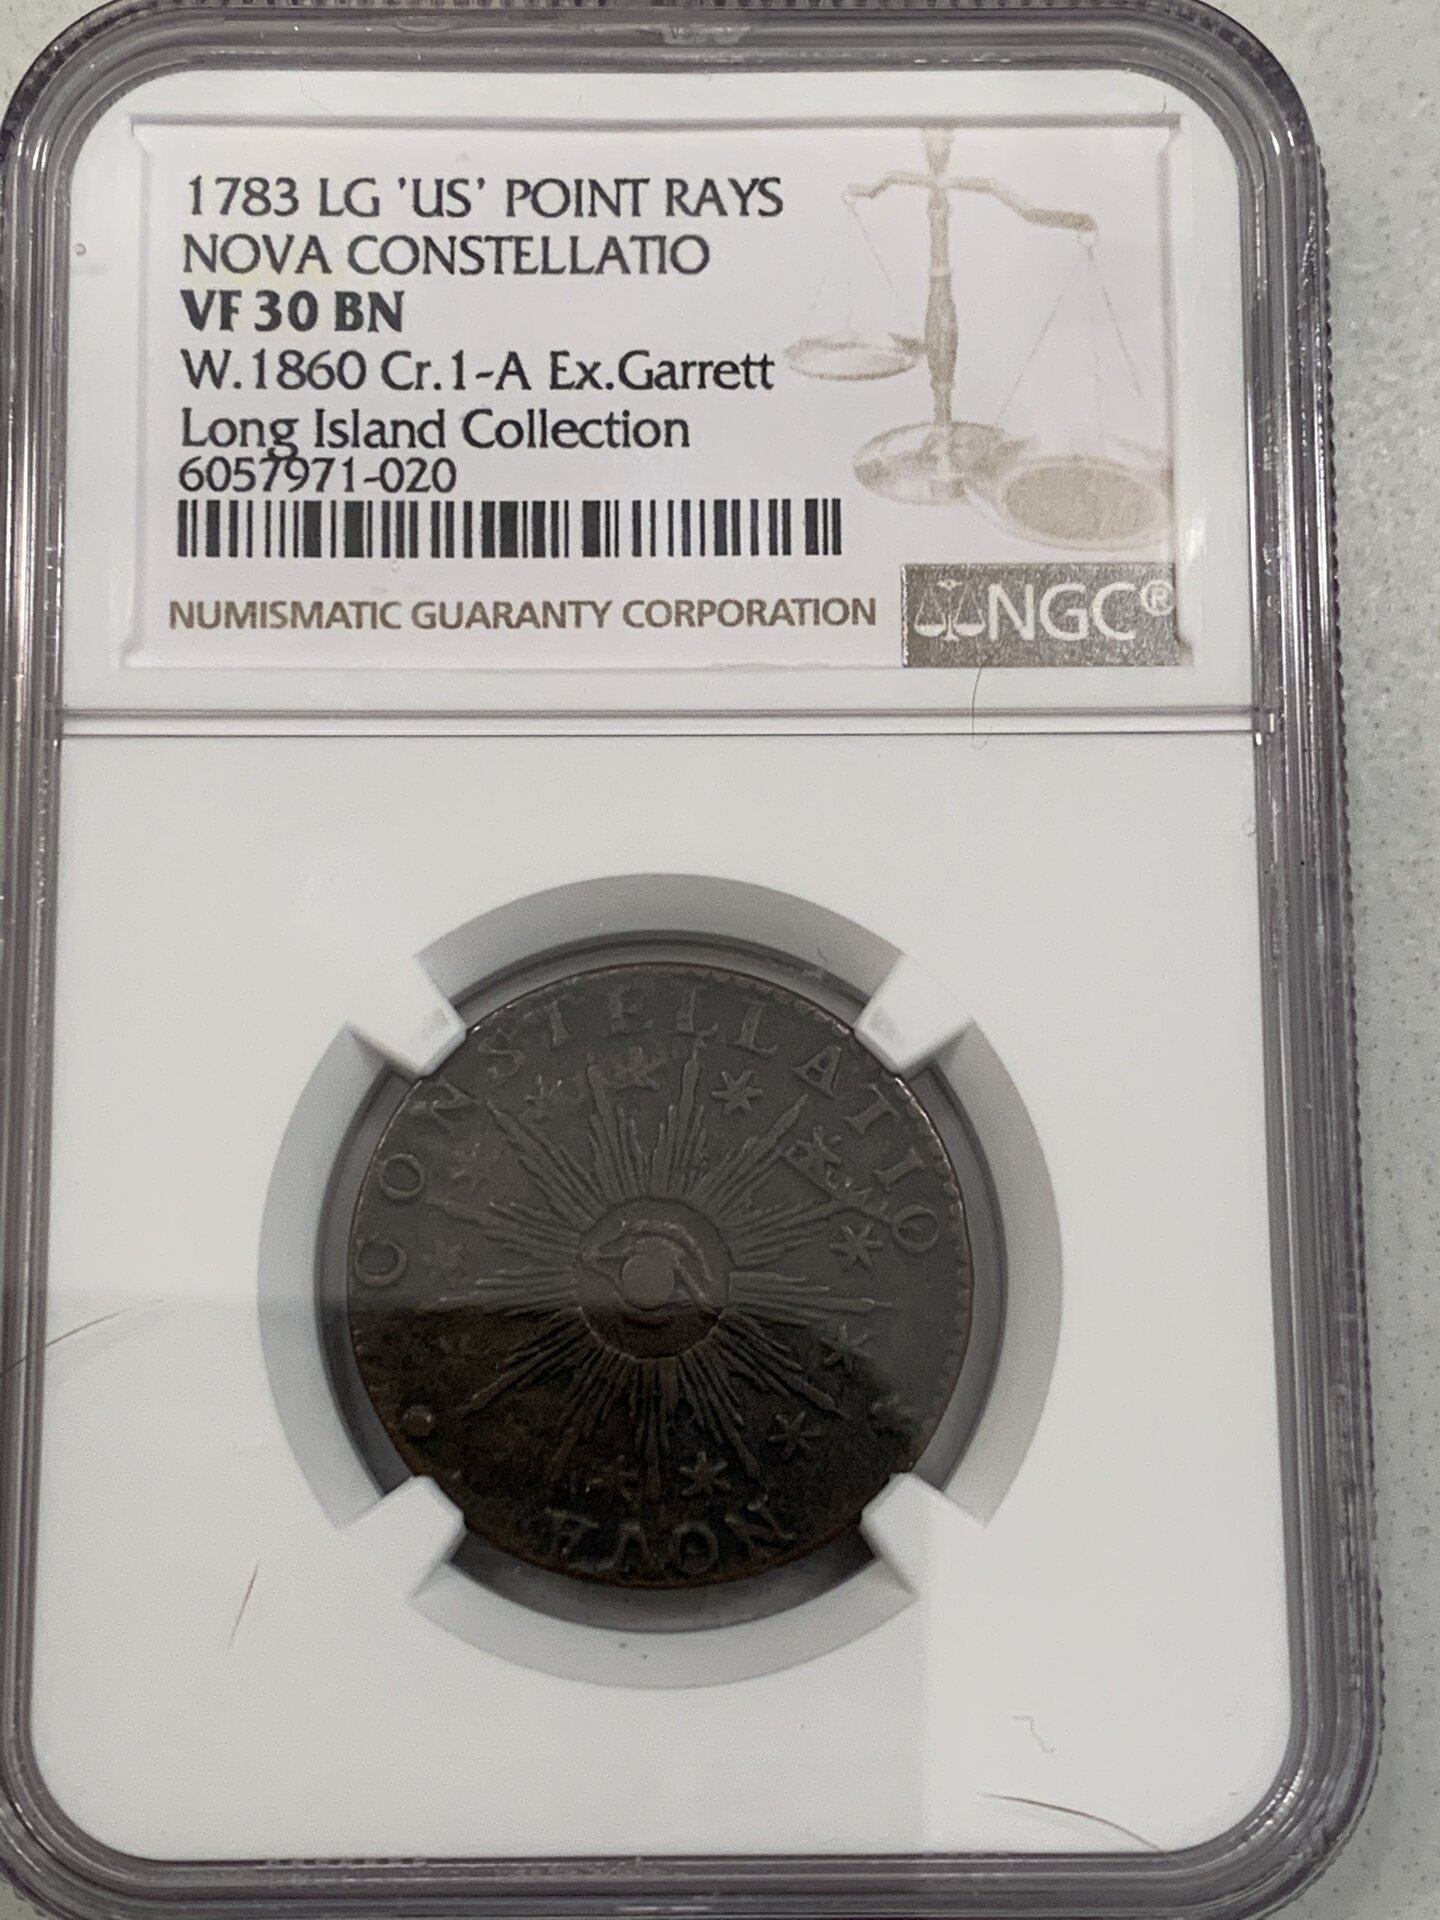 1783 LG 'US' POINT RAYS
NOVA CONSTELLATIO
VF 30 BN
W.1860 Cr.1-A Ex.Garrett
Long Island Collection
6057971-020
NUMISMATIC GUARANTY CORPORATION
NGC®
CONSTELLATIO
NOVA